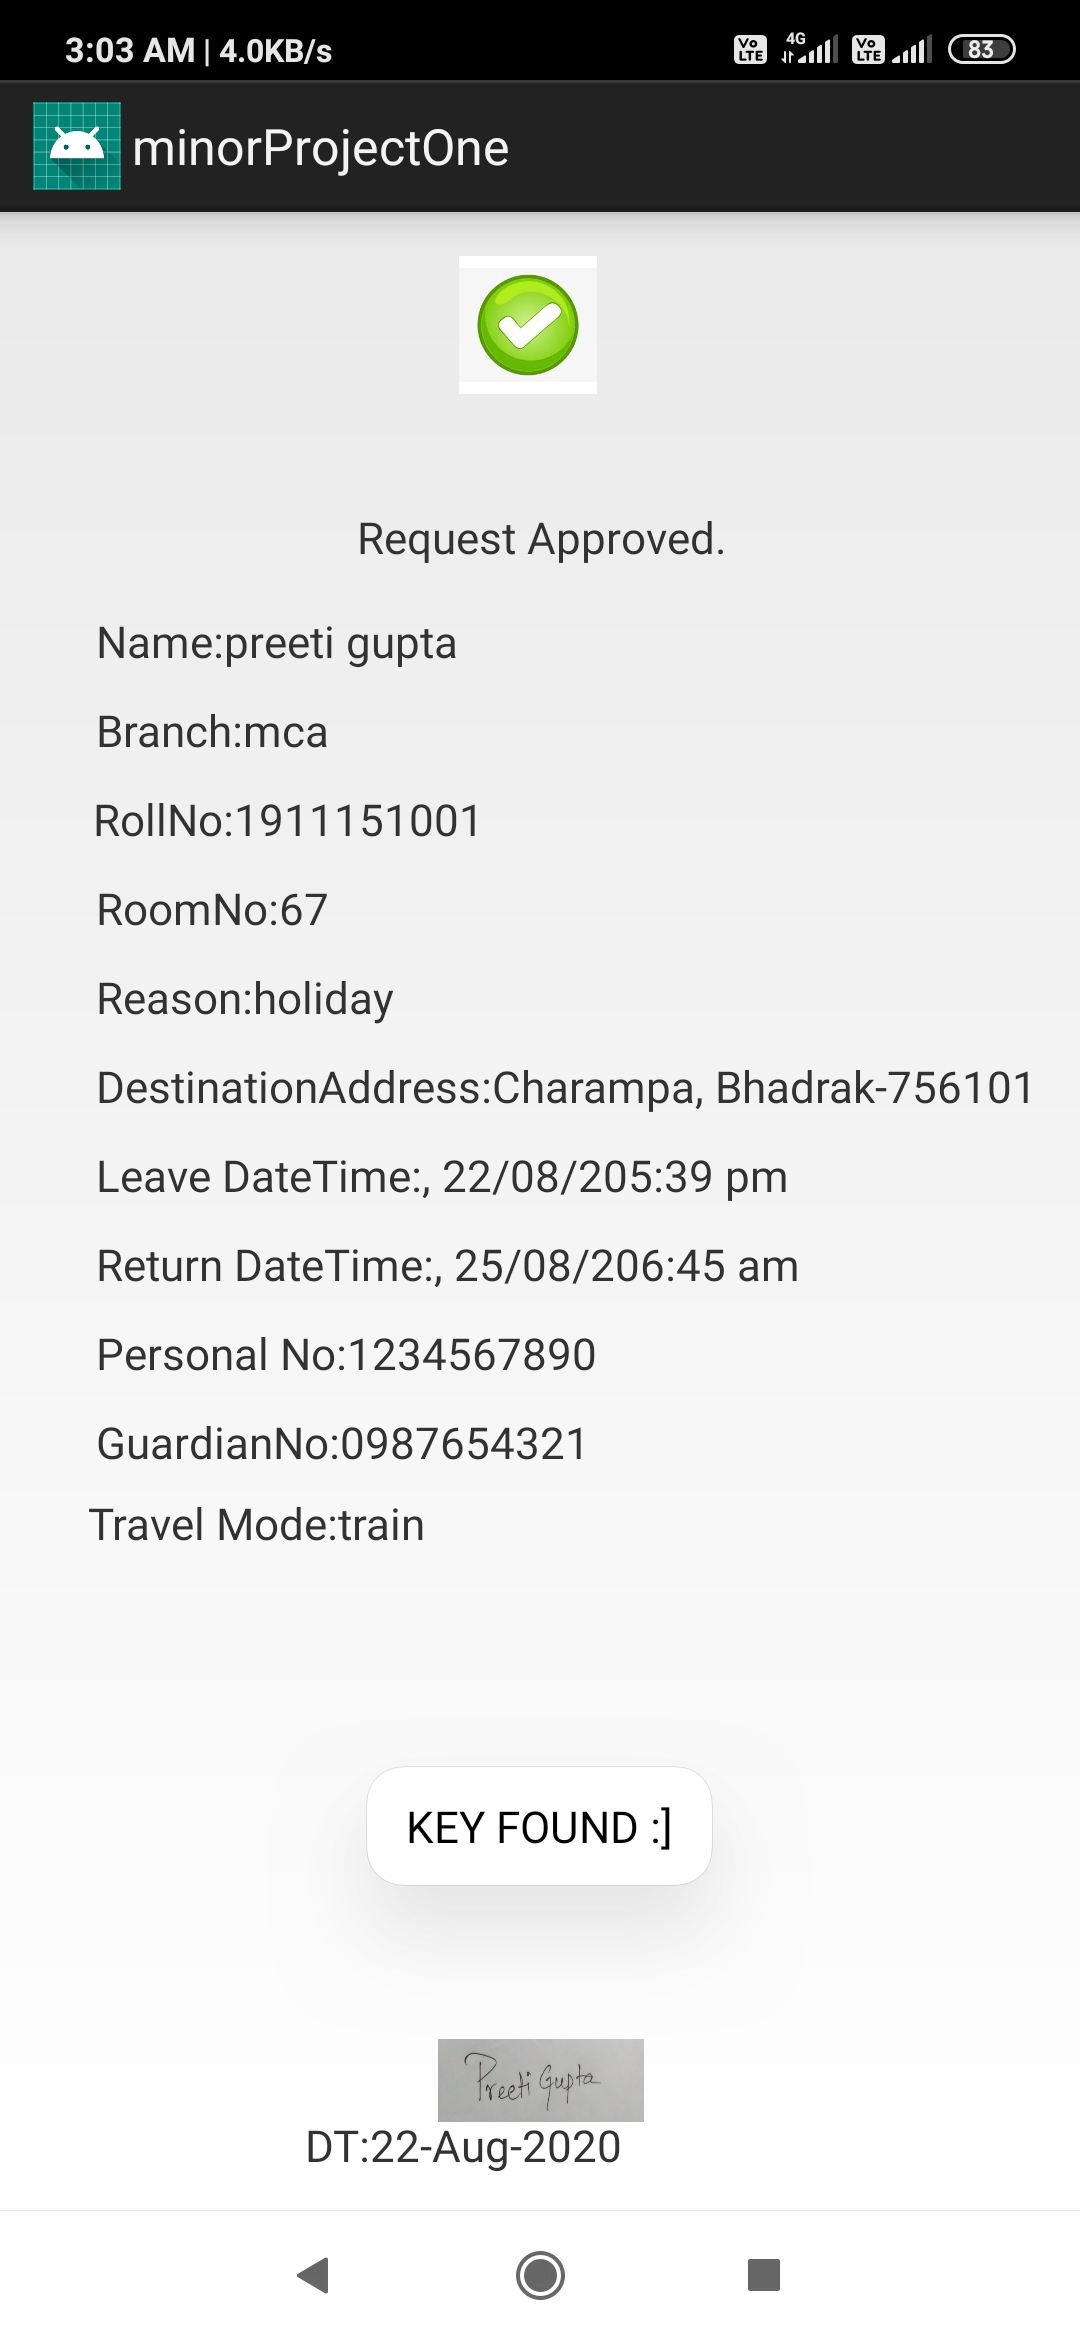 3:03 AM | 4.0KB/s Vo LTE 4G Vo LTE 83
minorProjectOne
Request Approved.
Name:preeti gupta
Branch:mca
RollNo:1911151001
RoomNo:67
Reason:holiday
DestinationAddress:Charampa, Bhadrak-756101
Leave DateTime:, 22/08/205:39 pm
Return DateTime:, 25/08/206:45 am
Personal No:1234567890
GuardianNo:0987654321
Travel Mode:train
KEY FOUND :]
Preeti Gupta
DT:22-Aug-2020